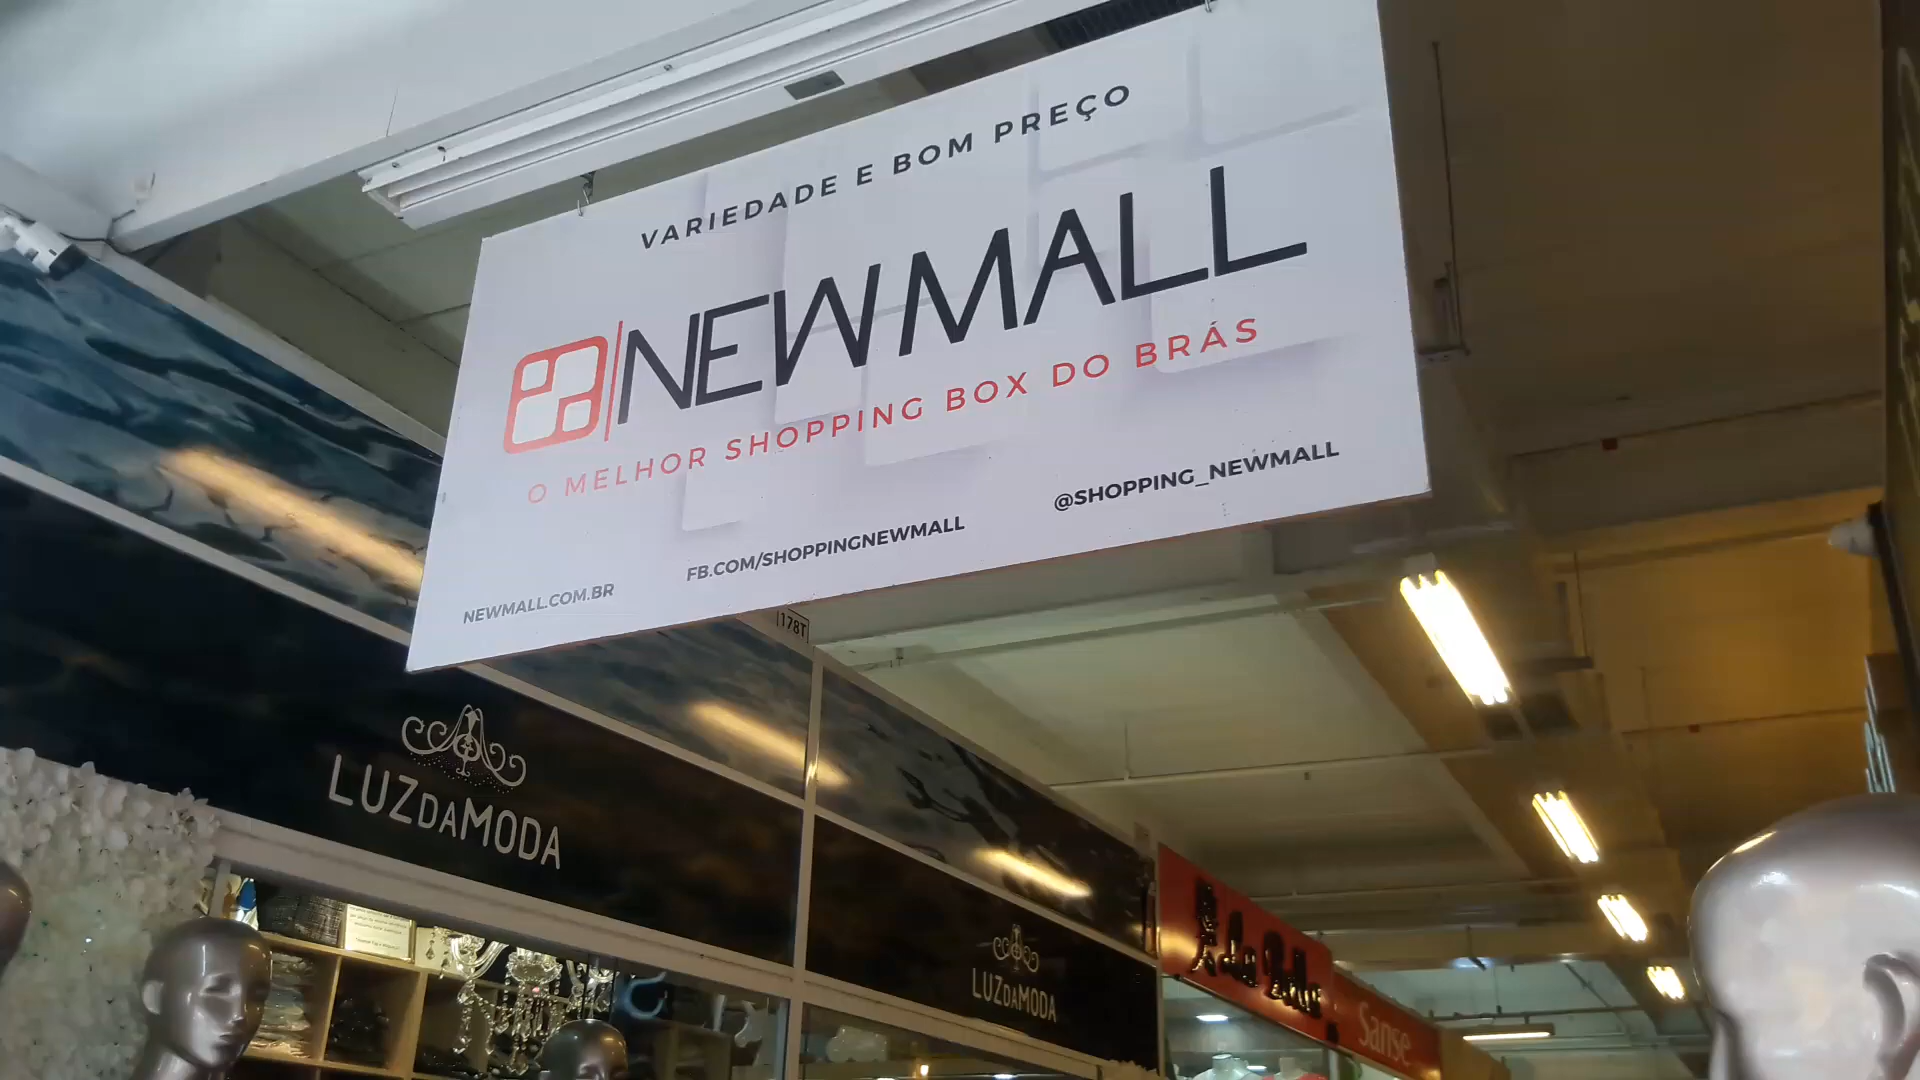 VARIEDADE E BOM PREÇO
NEWMALL
O MELHOR SHOPPING BOX DO BRÁS
NEWMALL.COM.BR
FB.COM/SHOPPINGNEWMALL
@SHOPPING_NEWMALL
178T
LUZDAMODA
LUZDAMODA
Sanse